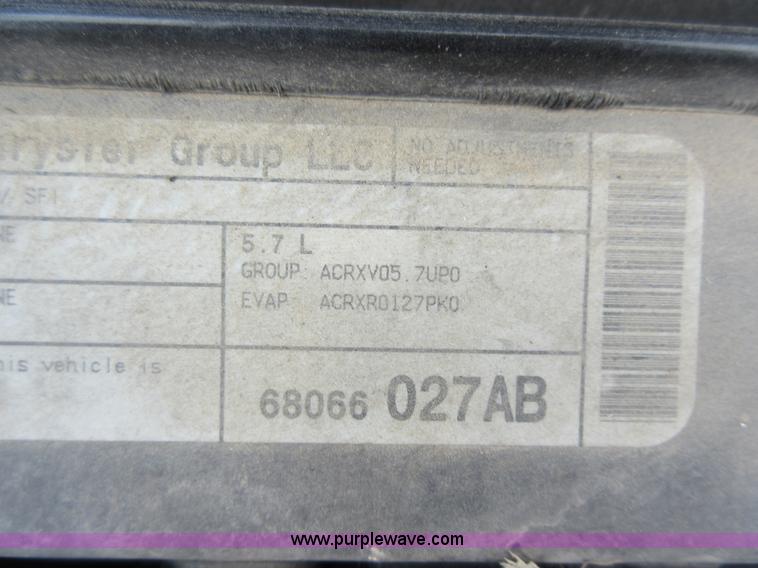 Chrysler Group LLC
NO ADJUSTMENTS
NEEDED
/ SFI
NE
5.7 L
GROUP: ACRXV05.7UP0
NE
EVAP: ACRXR0127PK0
his vehicle is
68066 027AB
www.purplewave.com